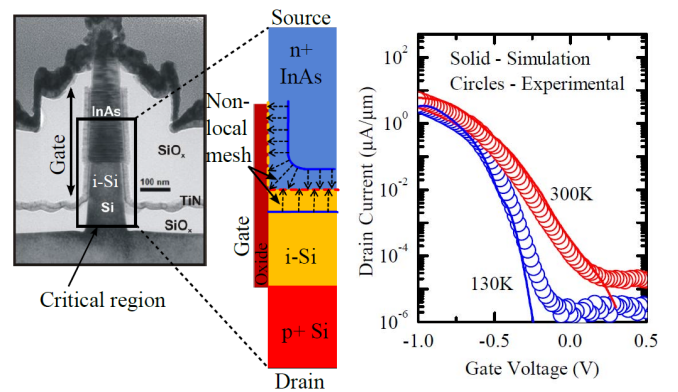 InAs
Gate
SiOₓ
i-Si
100 nm
Si
TiN
SiOₓ
Critical region
Source
n+
InAs
Non-
local
mesh
Gate
Oxide
i-Si
p+ Si
Drain
Solid - Simulation
Circles - Experimental
Drain Current (μA/μm)
10²
10⁰
10⁻²
10⁻⁴
10⁻⁶
300K
130K
-1.0
-0.5
0.0
0.5
Gate Voltage (V)